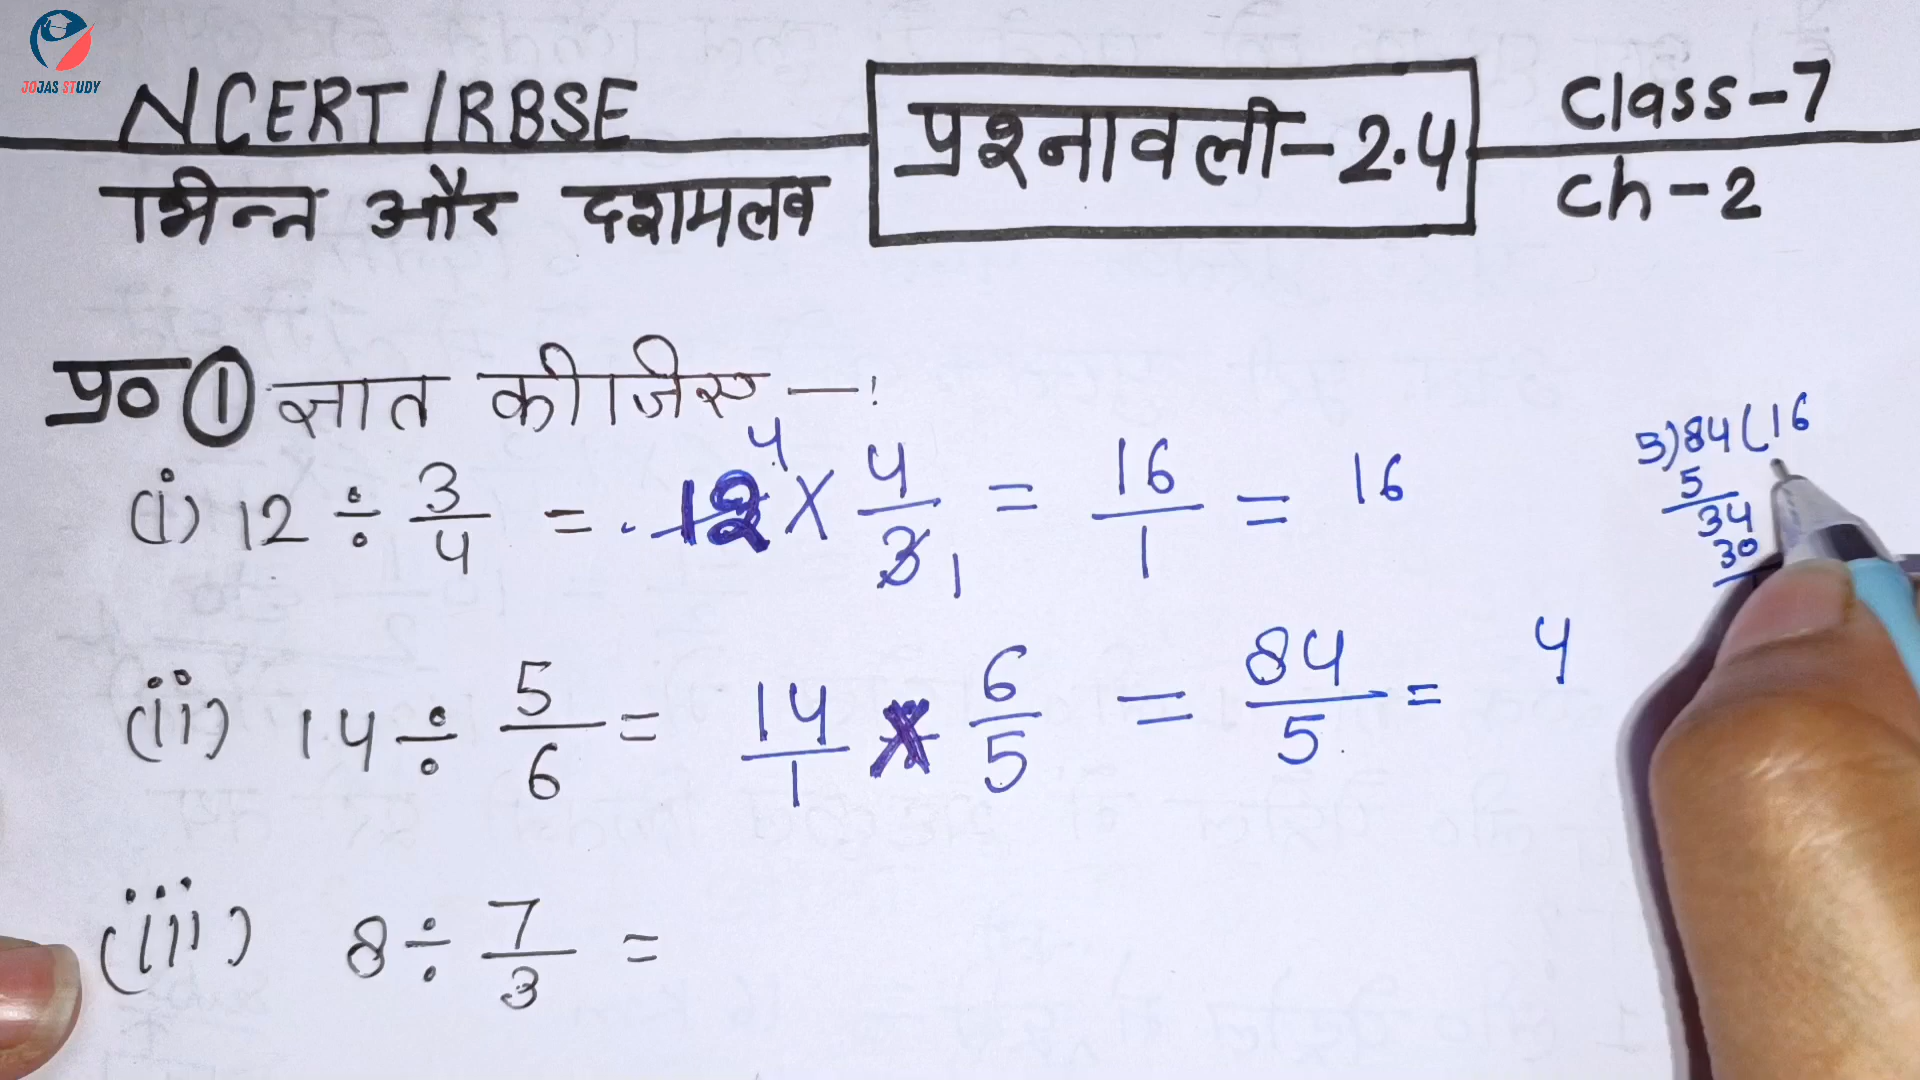 JOJAS STUDY
NCERT/RBSE प्रश्नावली-2.4 Class-7
भिन्न और दशमलव Ch-2
प्र० ① ज्ञात कीजिए —:
(i) 12 ÷ 3/4 = 12 4 × 4/3 1 = 16/1 = 16
5)84(16
5
34
30
(ii) 14 ÷ 5/6 = 14/1 × 6/5 = 84/5 = 4
(iii) 8 ÷ 7/3 =